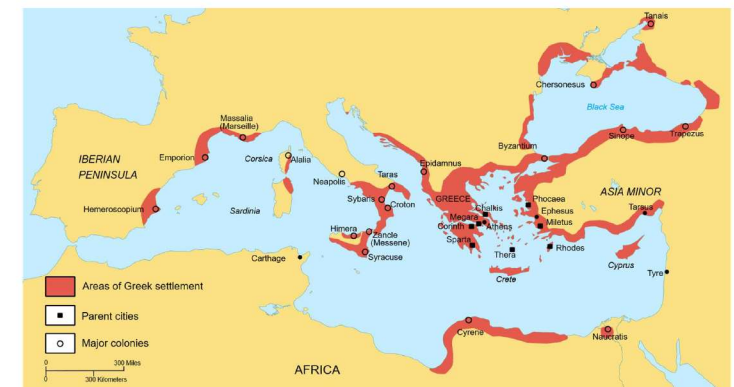 Tanais
Chersonesus
Black Sea
Massalia
(Marseille)
Sinope
Trapezus
Byzantium
IBERIAN
PENINSULA
Emporion
Corsica
Alalia
Epidamnus
Neapolis
Taras
ASIA MINOR
Sybaris
Croton
GREECE
Chalkis
Phocaea
Hemeroscopium
Sardinia
Megara
Ephesus
Tarsus
Corinth
Athens
Miletus
Himera
Zancle
(Messene)
Sparta
Syracuse
Thera
Rhodes
Cyprus
Carthage
Crete
Tyre
Areas of Greek settlement
Parent cities
Major colonies
Cyrene
Naucratis
0 300 Miles
0 300 Kilometers
AFRICA